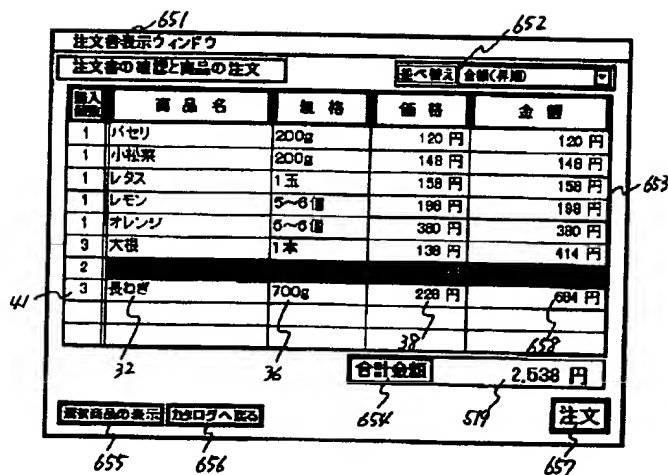 651
注文書表示ウィンドウ
652
注文書の確認と商品の注文
並べ替え 金額(昇順)
購入個数 商品名 規格 価格 金額
1 パセリ 200g 120 円 120 円
1 小松菜 200g 148 円 148 円
1 レタス 1玉 158 円 158 円
653
1 レモン 5〜6個 198 円 198 円
1 オレンジ 5〜6個 380 円 380 円
3 大根 1本 138 円 414 円
2
41
3 長ねぎ 700g 228 円 684 円
32 36 38 658
合計金額 2,538 円
654 519
選択商品の表示 カタログへ戻る 注文
655 656 657